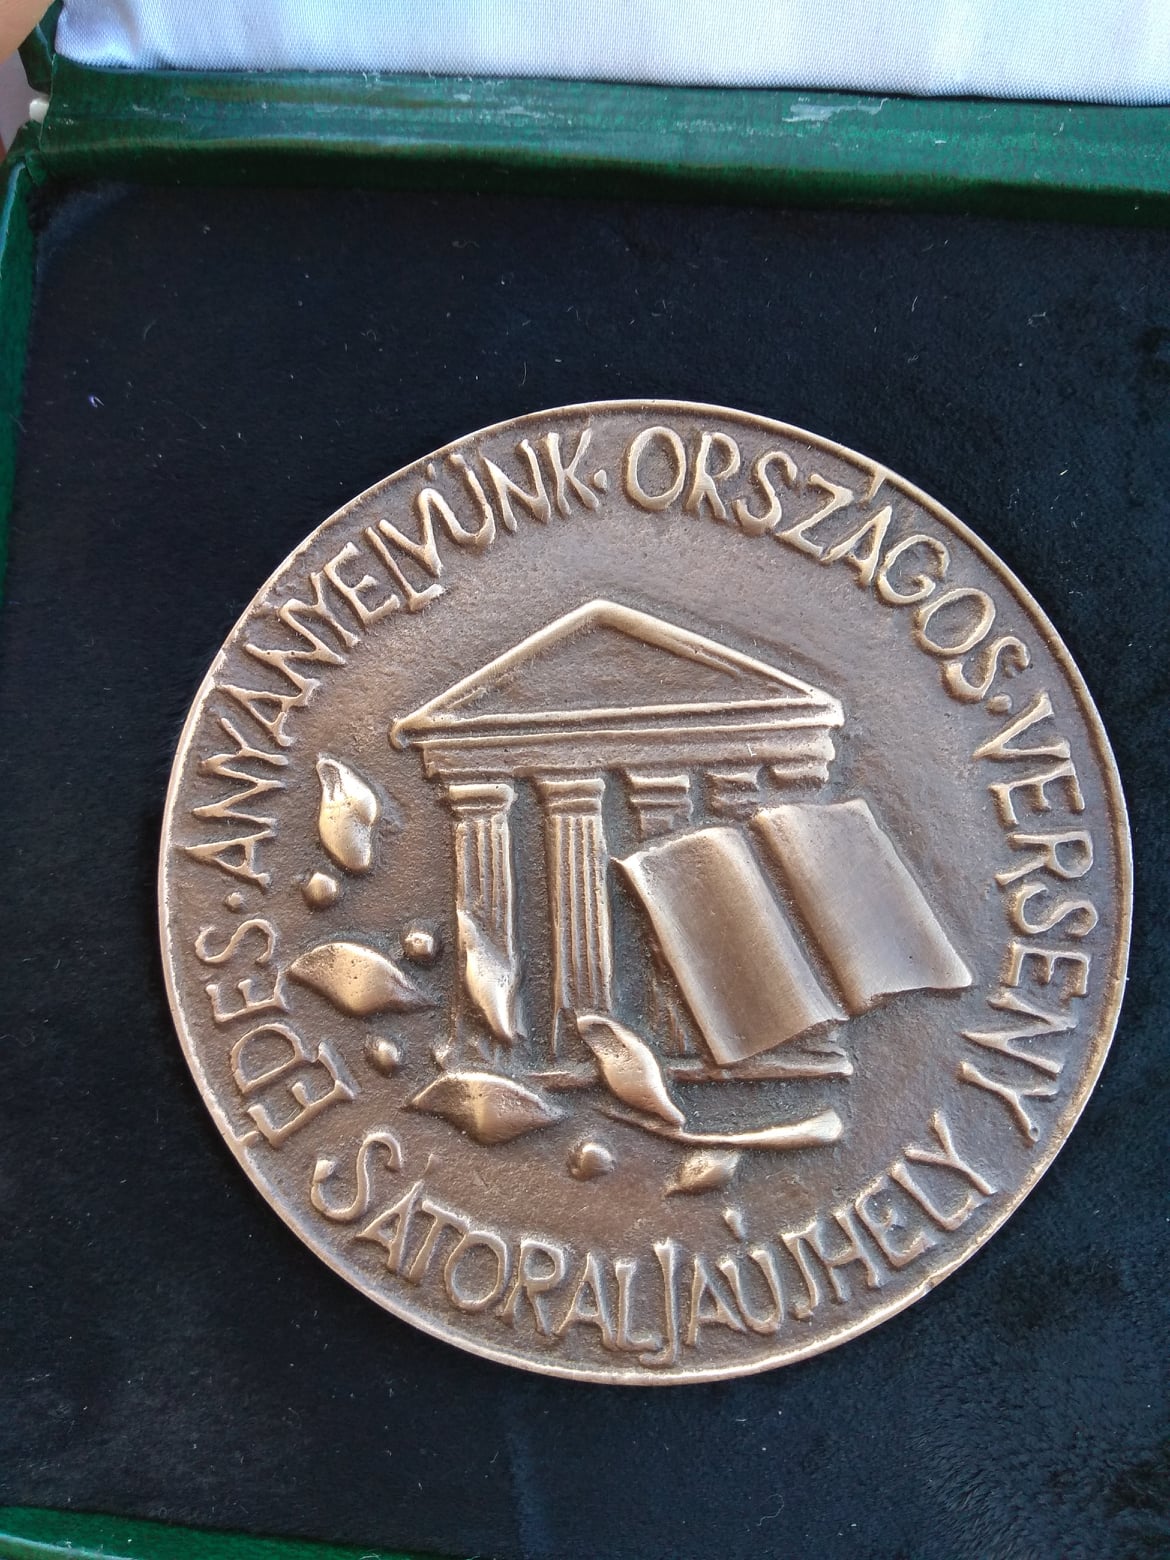 ÉDES · ANYANYELVÜNK · ORSZÁGOS · VERSENY
SÁTORALJAÚJHELY